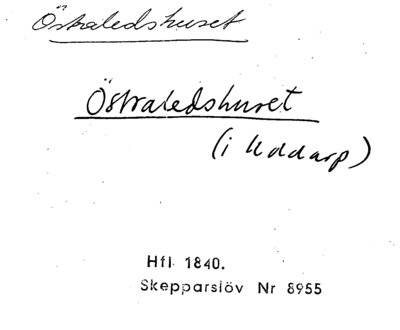 Östraledshuset
Östraledshuset
(i Uddarp)
Hfl 1840.
Skepparslöv Nr 8955